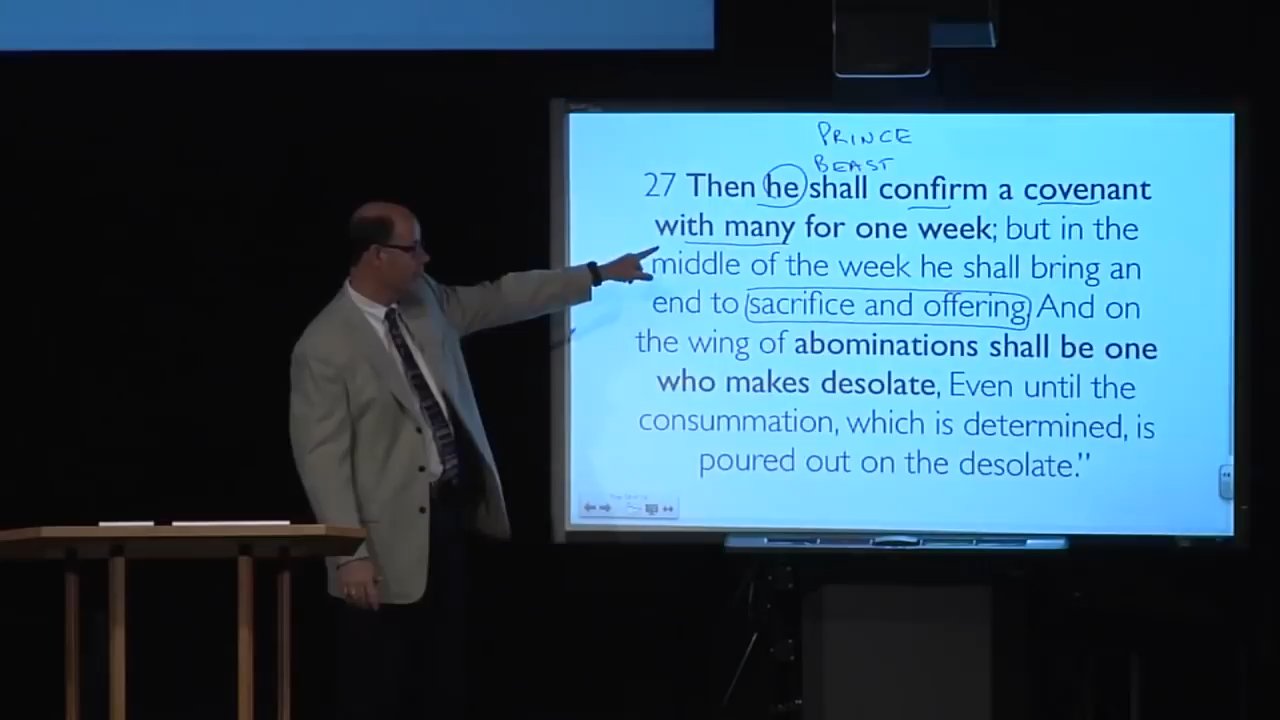 PRINCE
BEAST
27 Then he shall confirm a covenant
with many for one week; but in the
middle of the week he shall bring an
end to sacrifice and offering. And on
the wing of abominations shall be one
who makes desolate, Even until the
consummation, which is determined, is
poured out on the desolate."